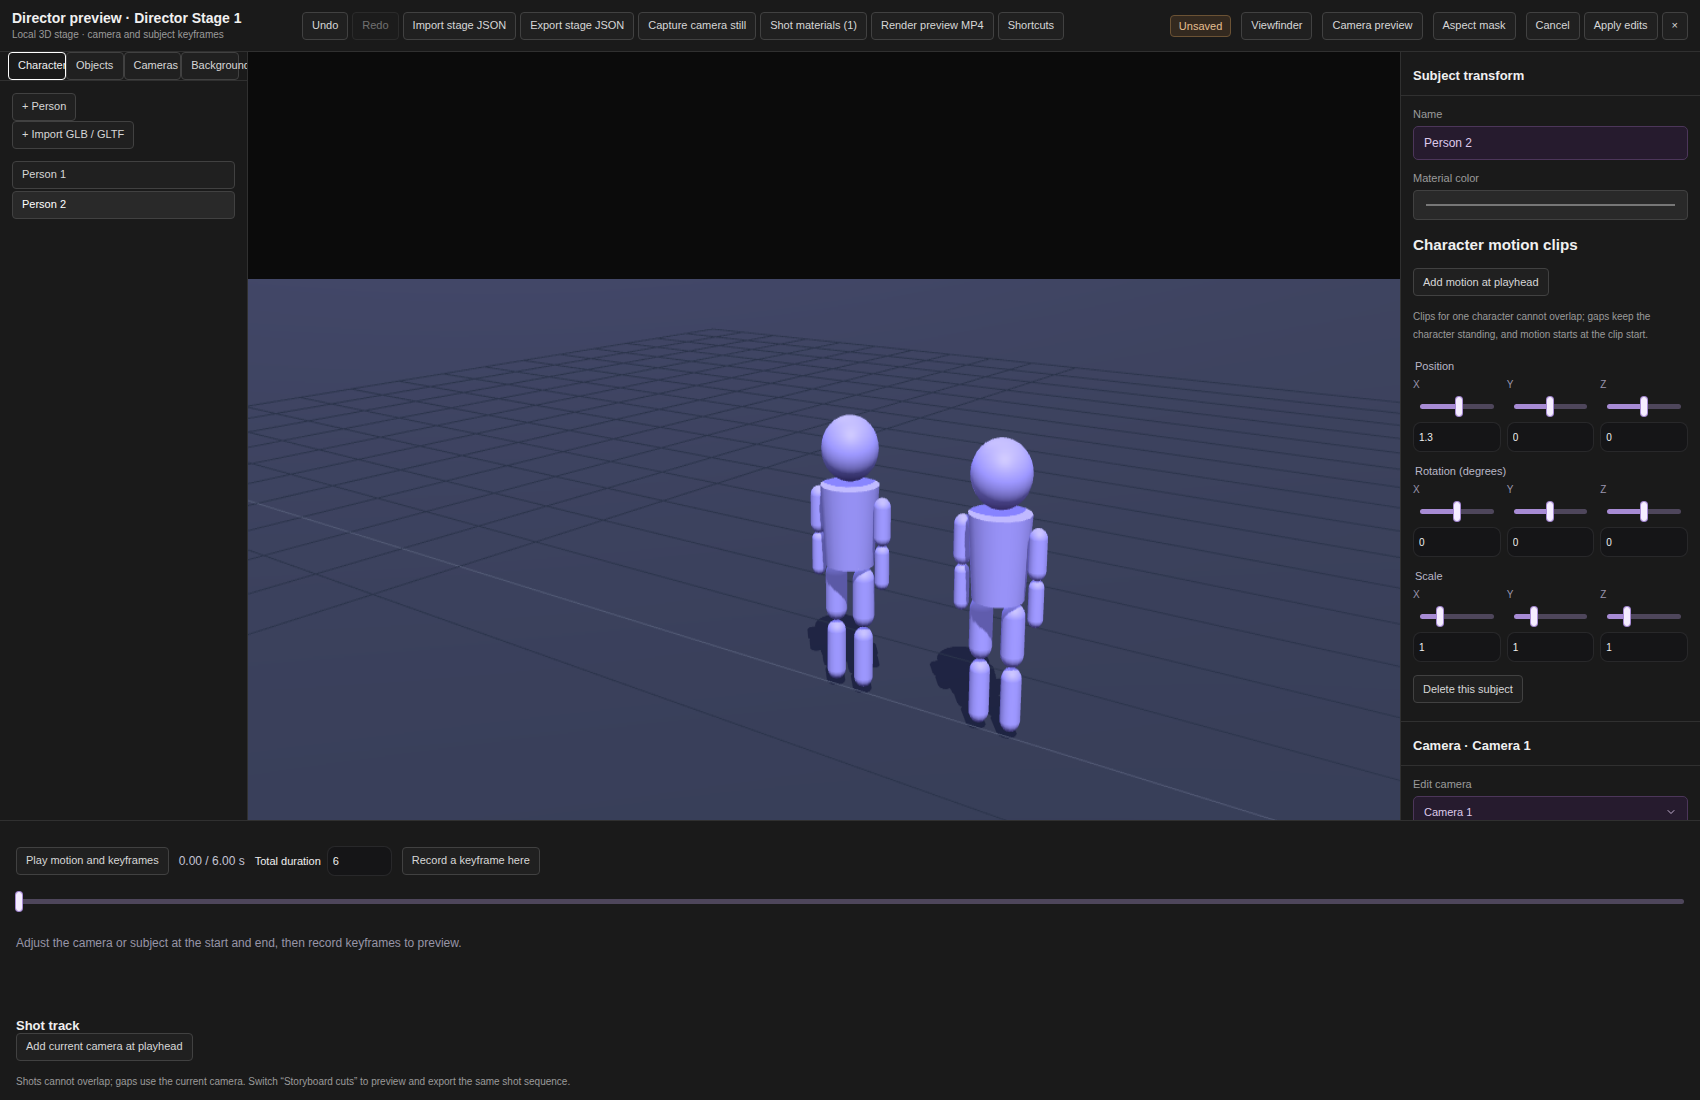 Director preview · Director Stage 1
Local 3D stage · camera and subject keyframes
Undo
Redo
Import stage JSON
Export stage JSON
Capture camera still
Shot materials (1)
Render preview MP4
Shortcuts
Unsaved
Viewfinder
Camera preview
Aspect mask
Cancel
Apply edits
×
Character
Objects
Cameras
Background
+ Person
+ Import GLB / GLTF
Person 1
Person 2
Subject transform
Name
Person 2
Material color
Character motion clips
Add motion at playhead
Clips for one character cannot overlap; gaps keep the
character standing, and motion starts at the clip start.
Position
X Y Z
1.3 0 0
Rotation (degrees)
X Y Z
0 0 0
Scale
X Y Z
1 1 1
Delete this subject
Camera · Camera 1
Edit camera
Camera 1
Play motion and keyframes
0.00 / 6.00 s
Total duration
6
Record a keyframe here
Adjust the camera or subject at the start and end, then record keyframes to preview.
Shot track
Add current camera at playhead
Shots cannot overlap; gaps use the current camera. Switch “Storyboard cuts” to preview and export the same shot sequence.